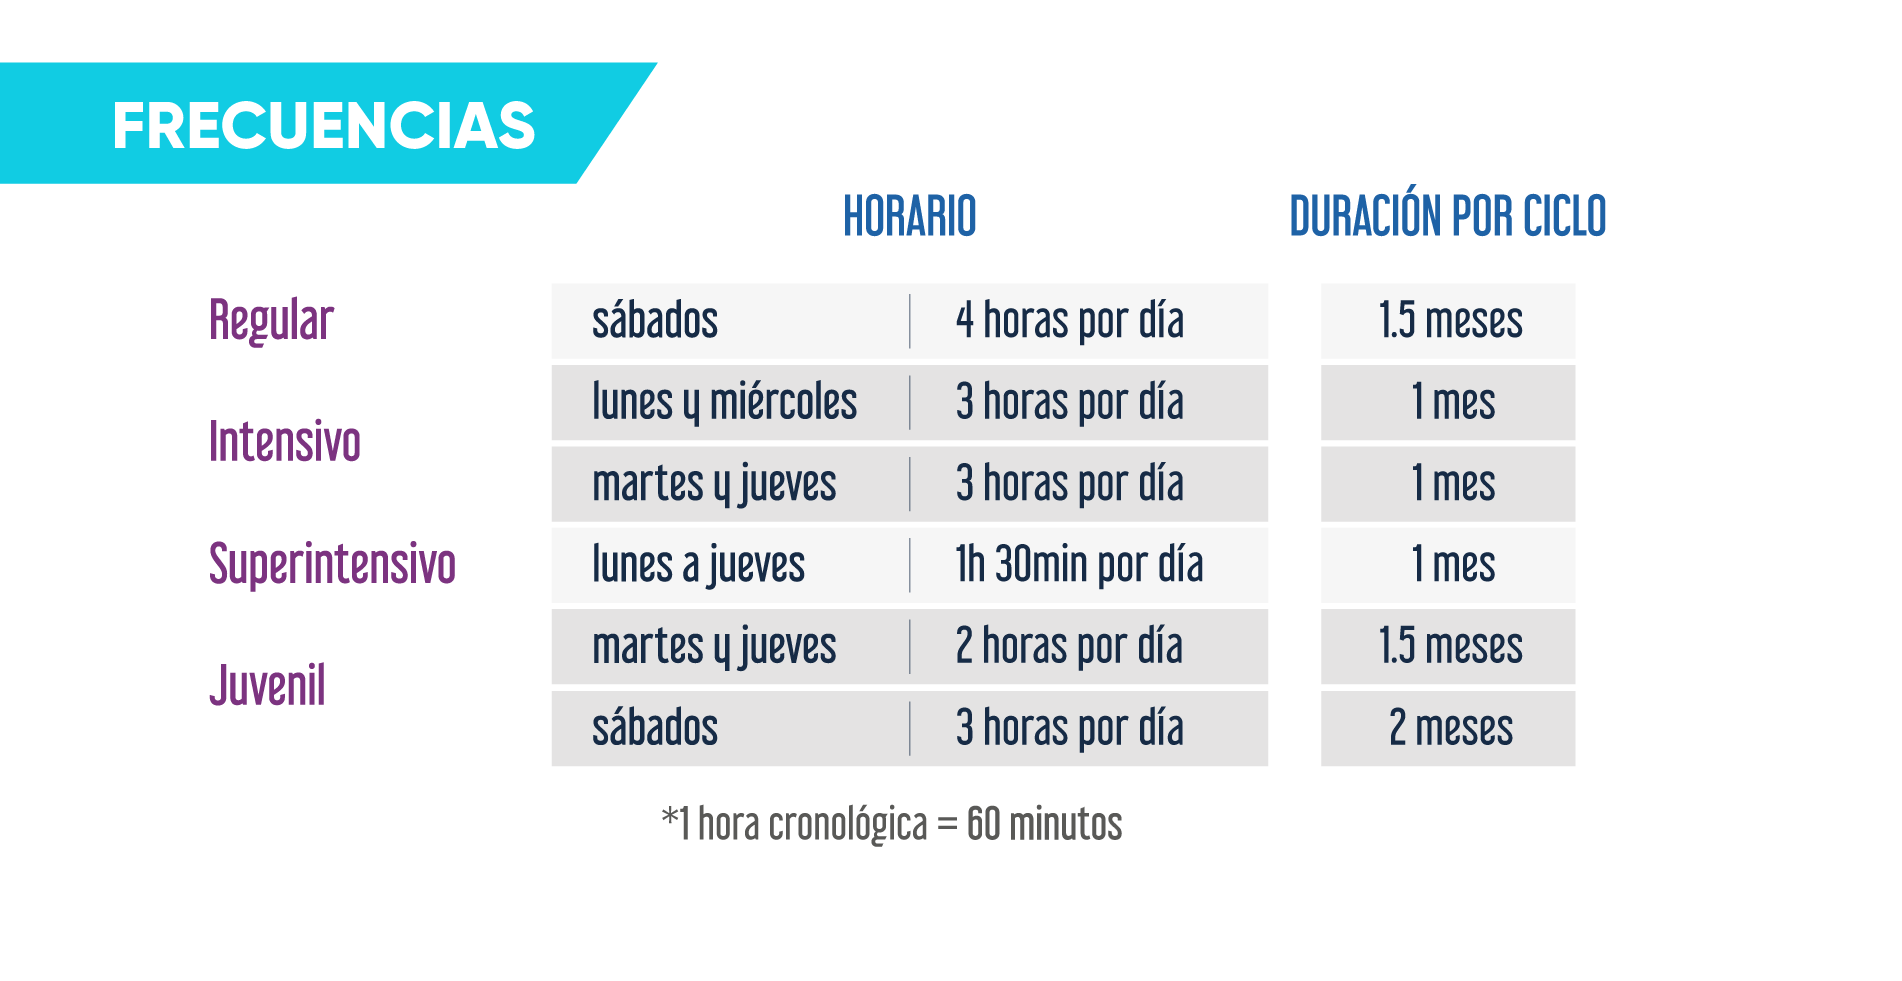 FRECUENCIAS
HORARIO DURACIÓN POR CICLO
Regular sábados 4 horas por día 1.5 meses
lunes y miércoles 3 horas por día 1 mes
Intensivo
martes y jueves 3 horas por día 1 mes
Superintensivo lunes a jueves 1h 30min por día 1 mes
martes y jueves 2 horas por día 1.5 meses
Juvenil
sábados 3 horas por día 2 meses
*1 hora cronológica = 60 minutos